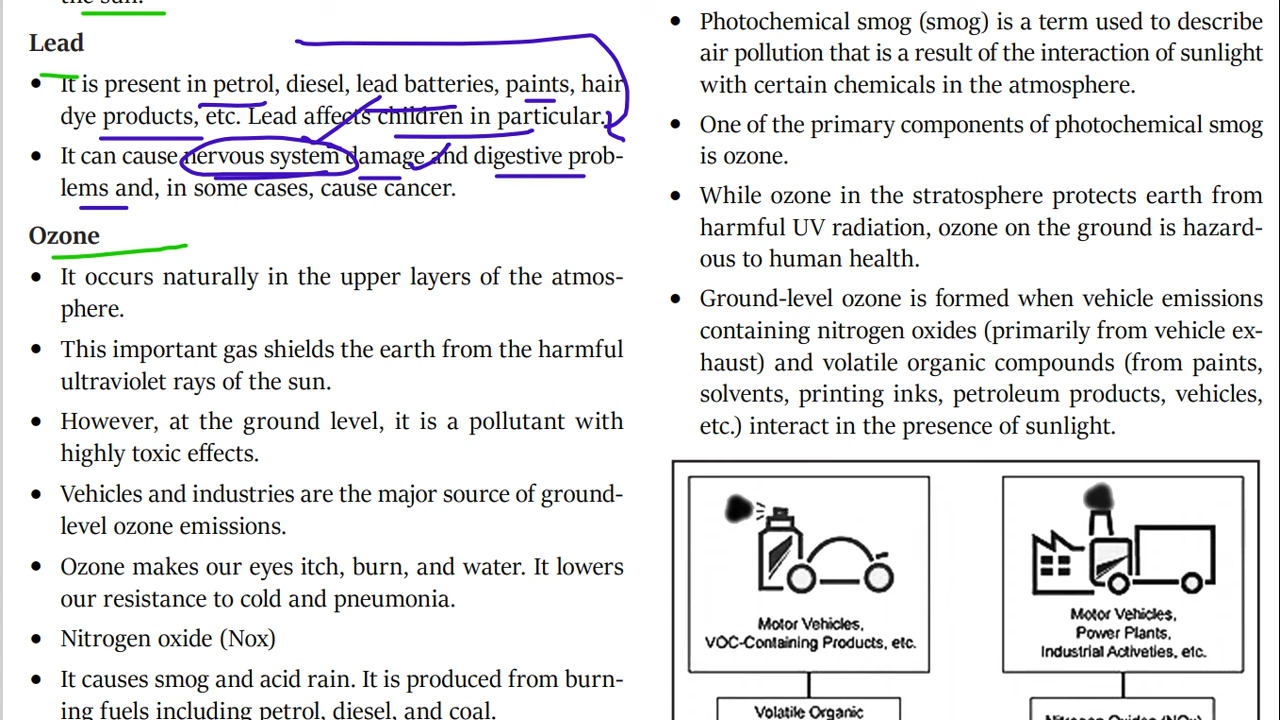 the sun.
Lead
• It is present in petrol, diesel, lead batteries, paints, hair
dye products, etc. Lead affects children in particular.
• It can cause nervous system damage and digestive prob-
lems and, in some cases, cause cancer.
Ozone
• It occurs naturally in the upper layers of the atmos-
phere.
• This important gas shields the earth from the harmful
ultraviolet rays of the sun.
• However, at the ground level, it is a pollutant with
highly toxic effects.
• Vehicles and industries are the major source of ground-
level ozone emissions.
• Ozone makes our eyes itch, burn, and water. It lowers
our resistance to cold and pneumonia.
• Nitrogen oxide (Nox)
• It causes smog and acid rain. It is produced from burn-
ing fuels including petrol, diesel, and coal.
• Photochemical smog (smog) is a term used to describe
air pollution that is a result of the interaction of sunlight
with certain chemicals in the atmosphere.
• One of the primary components of photochemical smog
is ozone.
• While ozone in the stratosphere protects earth from
harmful UV radiation, ozone on the ground is hazard-
ous to human health.
• Ground-level ozone is formed when vehicle emissions
containing nitrogen oxides (primarily from vehicle ex-
haust) and volatile organic compounds (from paints,
solvents, printing inks, petroleum products, vehicles,
etc.) interact in the presence of sunlight.
Motor Vehicles,
VOC-Containing Products, etc.
Volatile Organic
Motor Vehicles,
Power Plants,
Industrial Activeties, etc.
Nitrogen Oxides (NOx)